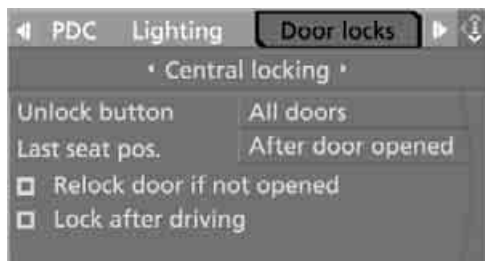 PDC Lighting Door locks
• Central locking •
Unlock button All doors
Last seat pos. After door opened
Relock door if not opened
Lock after driving